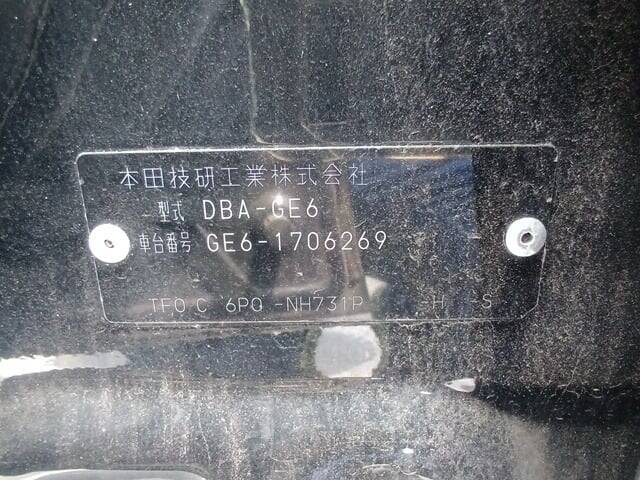 本田技研工業株式会社
型式 DBA-GE6
車台番号 GE6-1706269
TFO C 6PO -NH731P H S